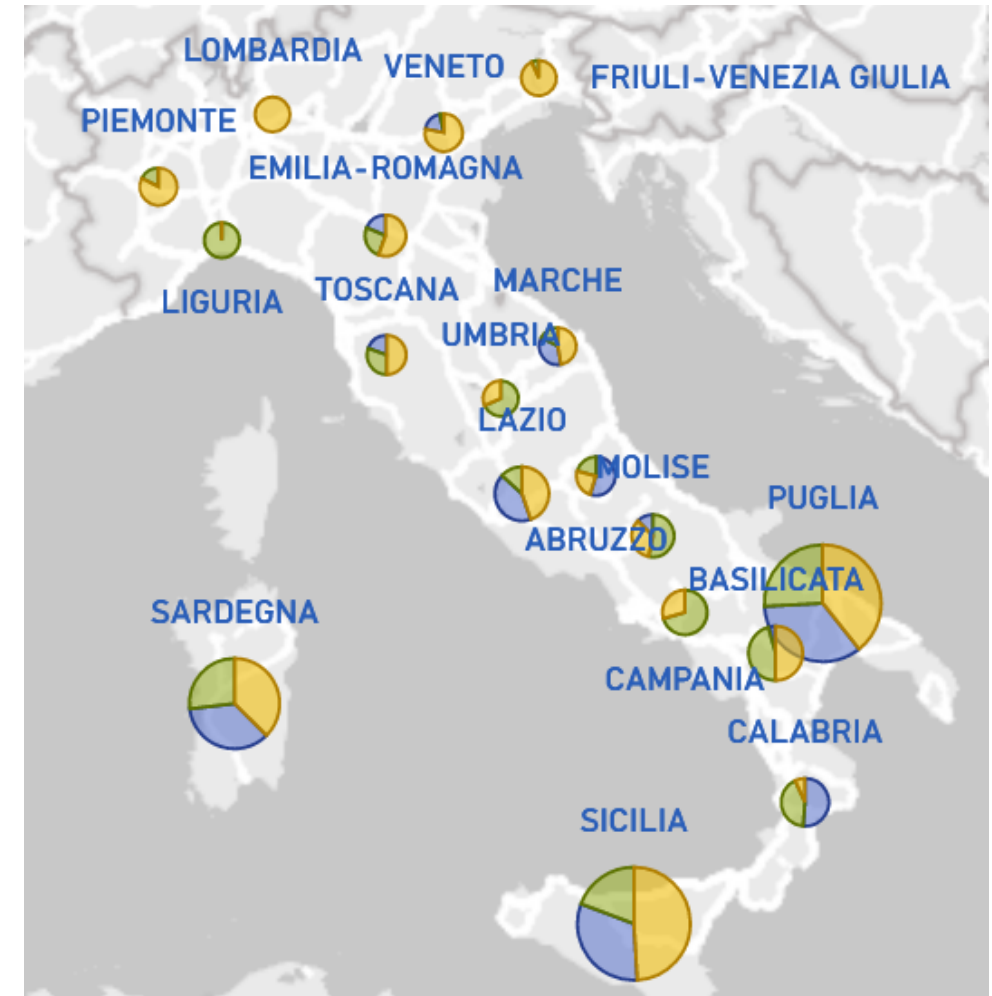 LOMBARDIA
VENETO
FRIULI-VENEZIA GIULIA
PIEMONTE
EMILIA-ROMAGNA
LIGURIA
TOSCANA
MARCHE
UMBRIA
LAZIO
MOLISE
PUGLIA
ABRUZZO
BASILICATA
SARDEGNA
CAMPANIA
CALABRIA
SICILIA